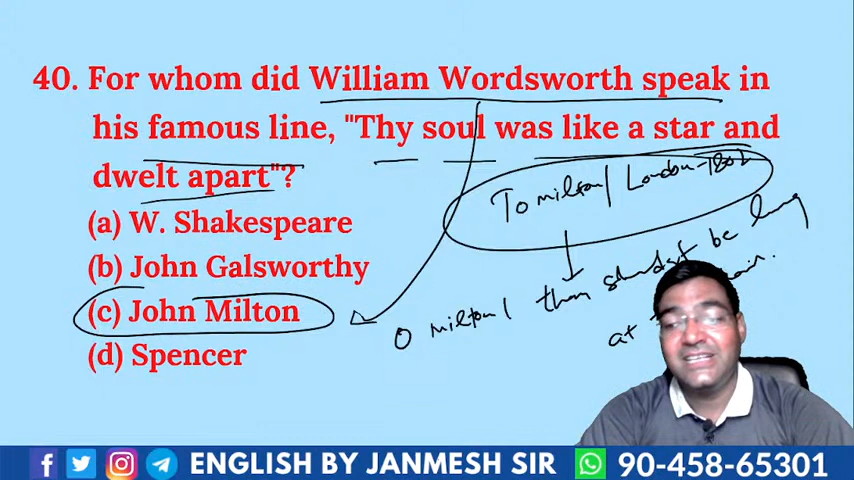 40. For whom did William Wordsworth speak in
his famous line, "Thy soul was like a star and
dwelt apart"?
(a) W. Shakespeare
(b) John Galsworthy
(c) John Milton
(d) Spencer
To milton / London-1802
O milton! thou shouldst be living
at
ENGLISH BY JANMESH SIR 90-458-65301